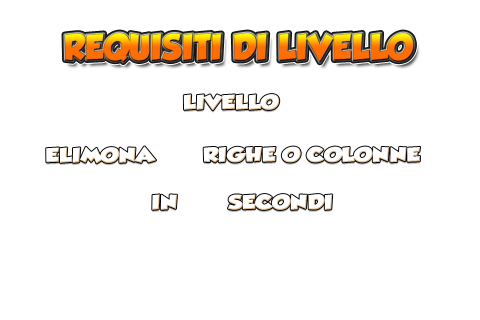 REQUISITI DI LIVELLO
LIVELLO
ELIMONA RIGHE O COLONNE
IN SECONDI